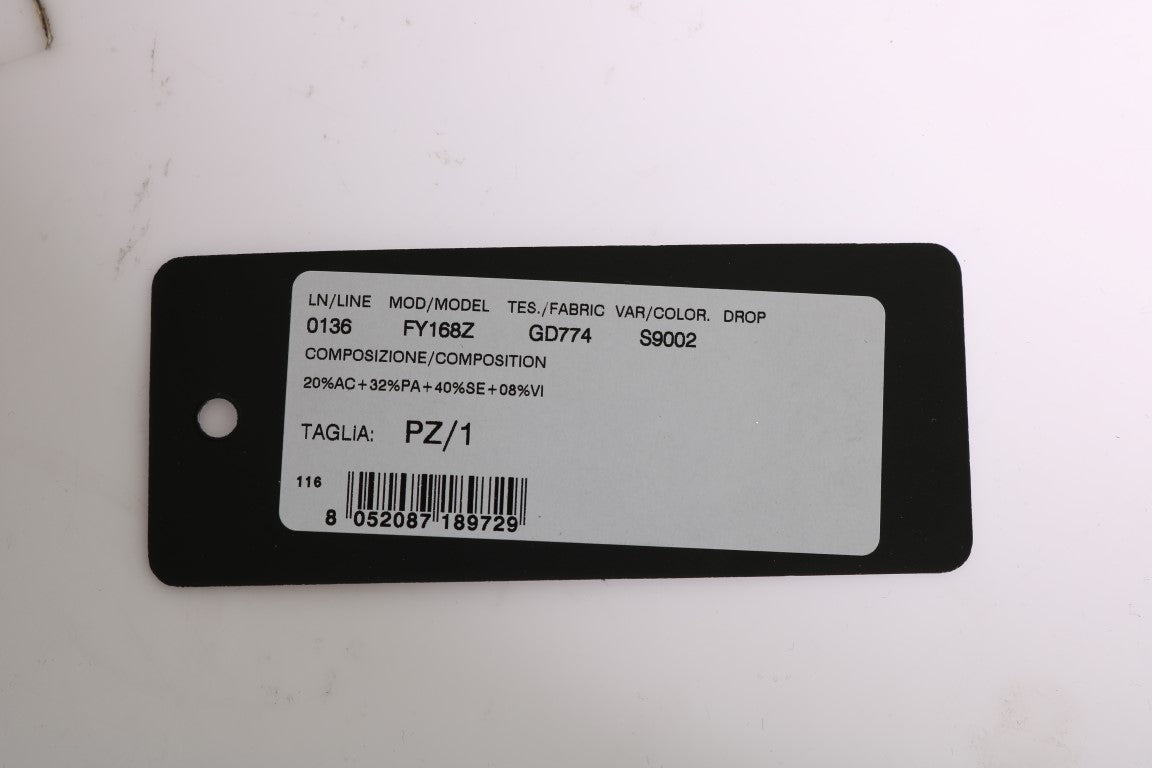 LN/LINE MOD/MODEL TES./FABRIC VAR/COLOR. DROP
0136 FY168Z GD774 S9002
COMPOSIZIONE/COMPOSITION
20%AC+32%PA+40%SE+08%VI
TAGLiA: PZ/1
116
8 052087 189729